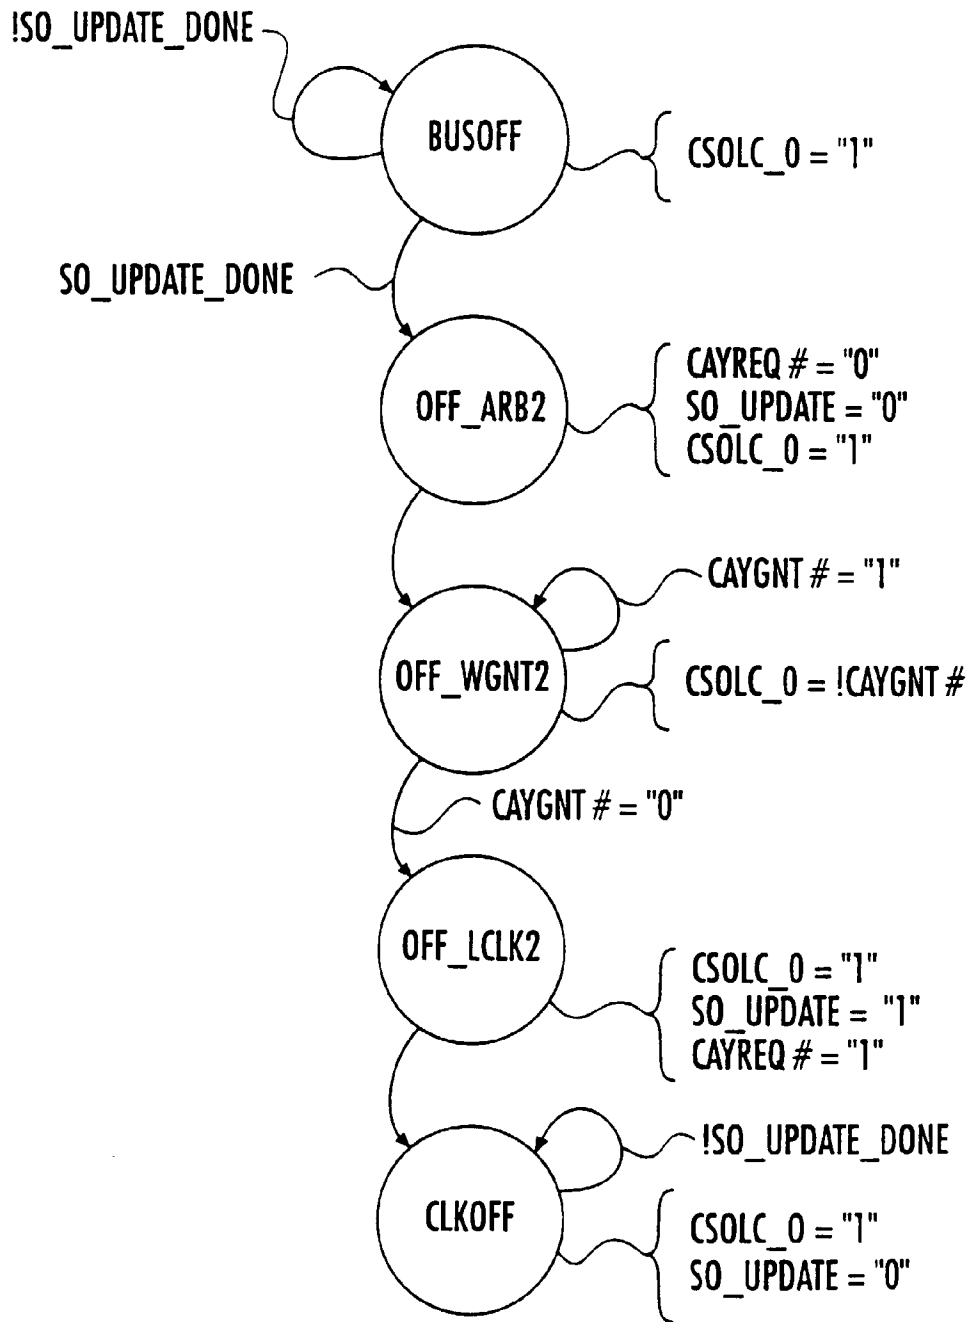 !SO_UPDATE_DONE
BUSOFF
CSOLC_0 = "1"
SO_UPDATE_DONE
OFF_ARB2
CAYREQ # = "0"
SO_UPDATE = "0"
CSOLC_0 = "1"
CAYGNT # = "1"
OFF_WGNT2
CSOLC_0 = !CAYGNT #
CAYGNT # = "0"
OFF_LCLK2
CSOLC_0 = "1"
SO_UPDATE = "1"
CAYREQ # = "1"
!SO_UPDATE_DONE
CLKOFF
CSOLC_0 = "1"
SO_UPDATE = "0"